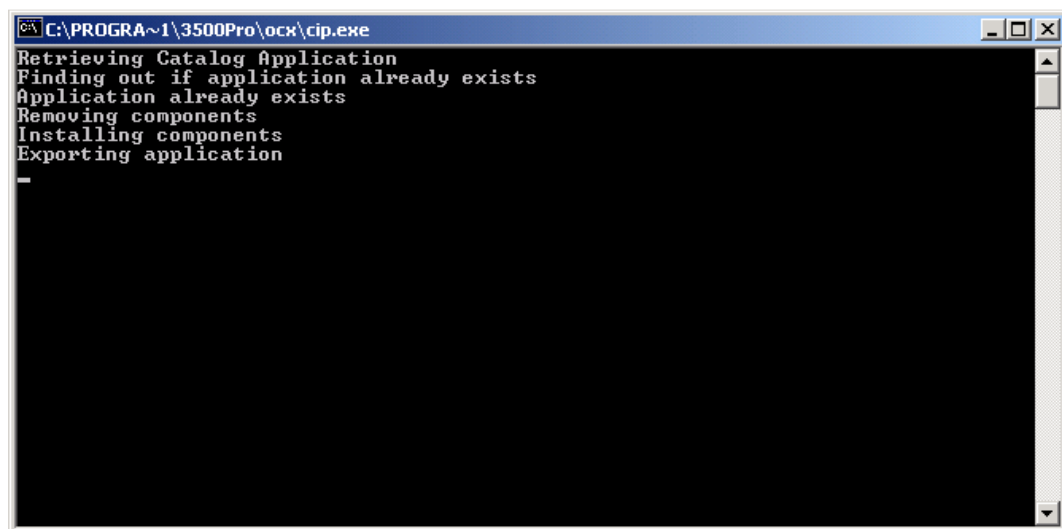 C:\PROGRA~1\3500Pro\ocx\cip.exe
Retrieving Catalog Application
Finding out if application already exists
Application already exists
Removing components
Installing components
Exporting application